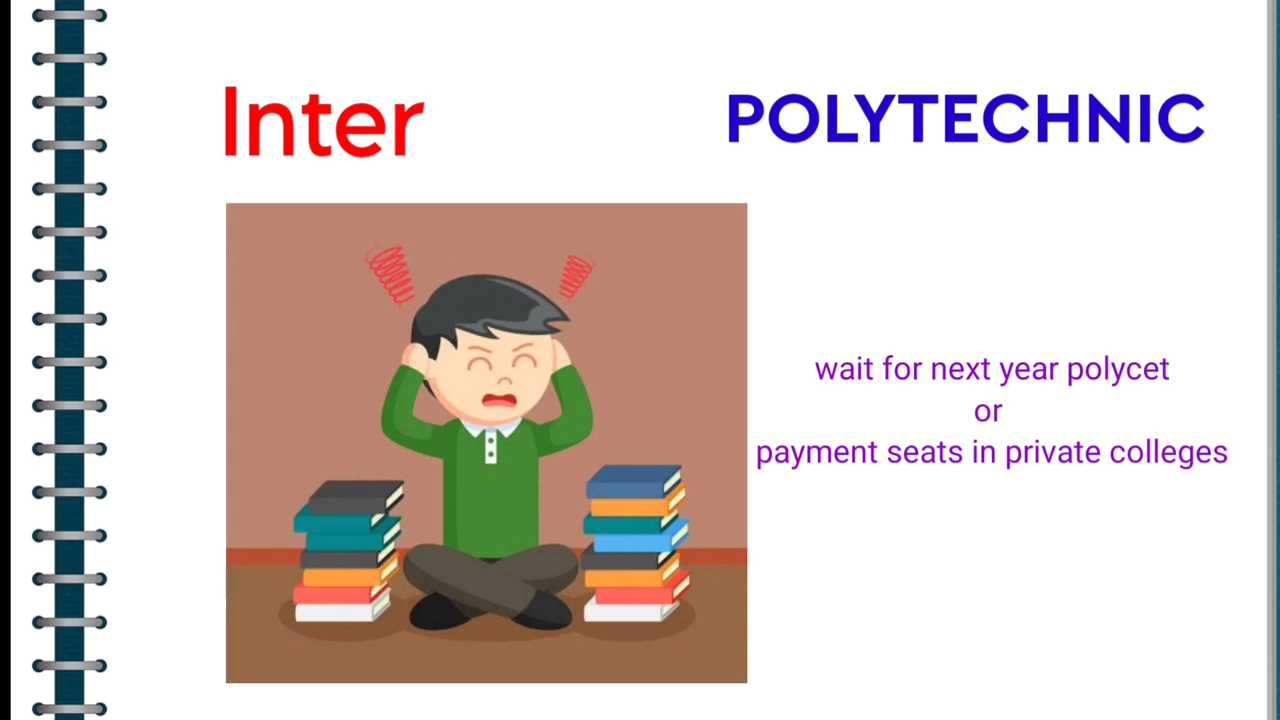 Inter
POLYTECHNIC
wait for next year polycet
or
payment seats in private colleges